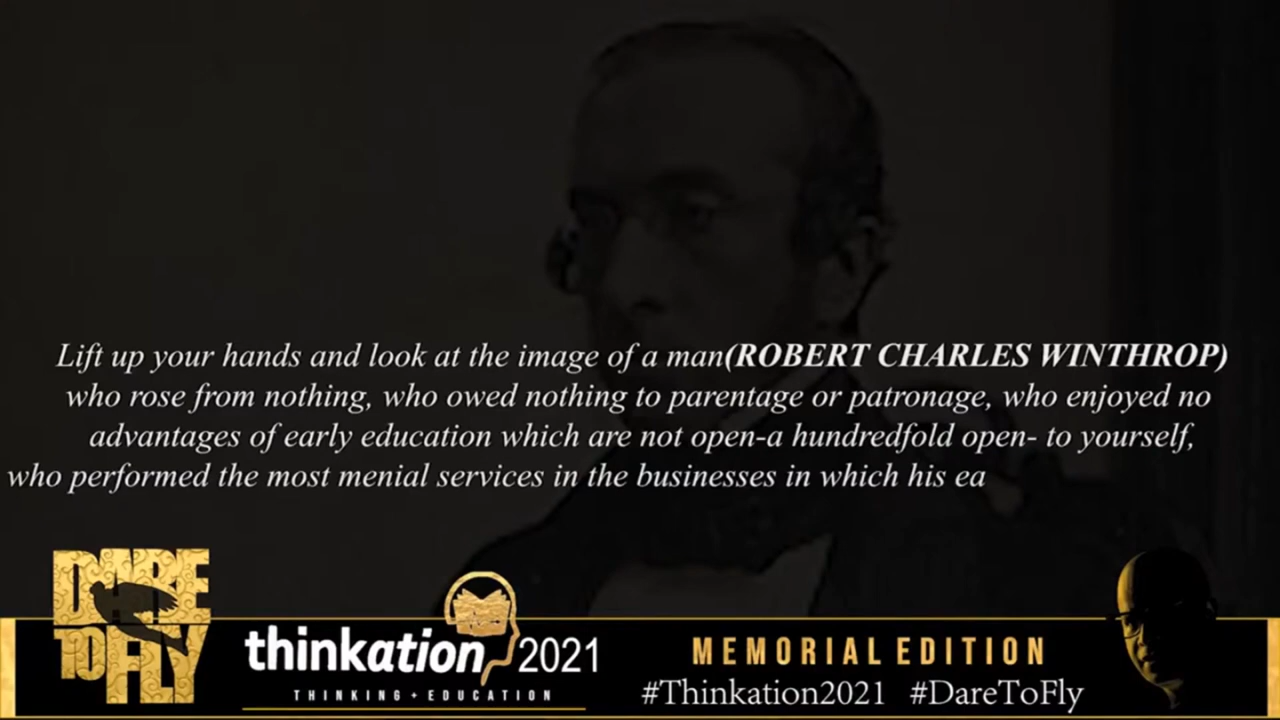 Lift up your hands and look at the image of a man(ROBERT CHARLES WINTHROP)
who rose from nothing, who owed nothing to parentage or patronage, who enjoyed no
advantages of early education which are not open-a hundredfold open- to yourself,
who performed the most menial services in the businesses in which his ea
DARE
TO FLY
thinkation 2021
THINKING + EDUCATION
MEMORIAL EDITION
#Thinkation2021 #DareToFly